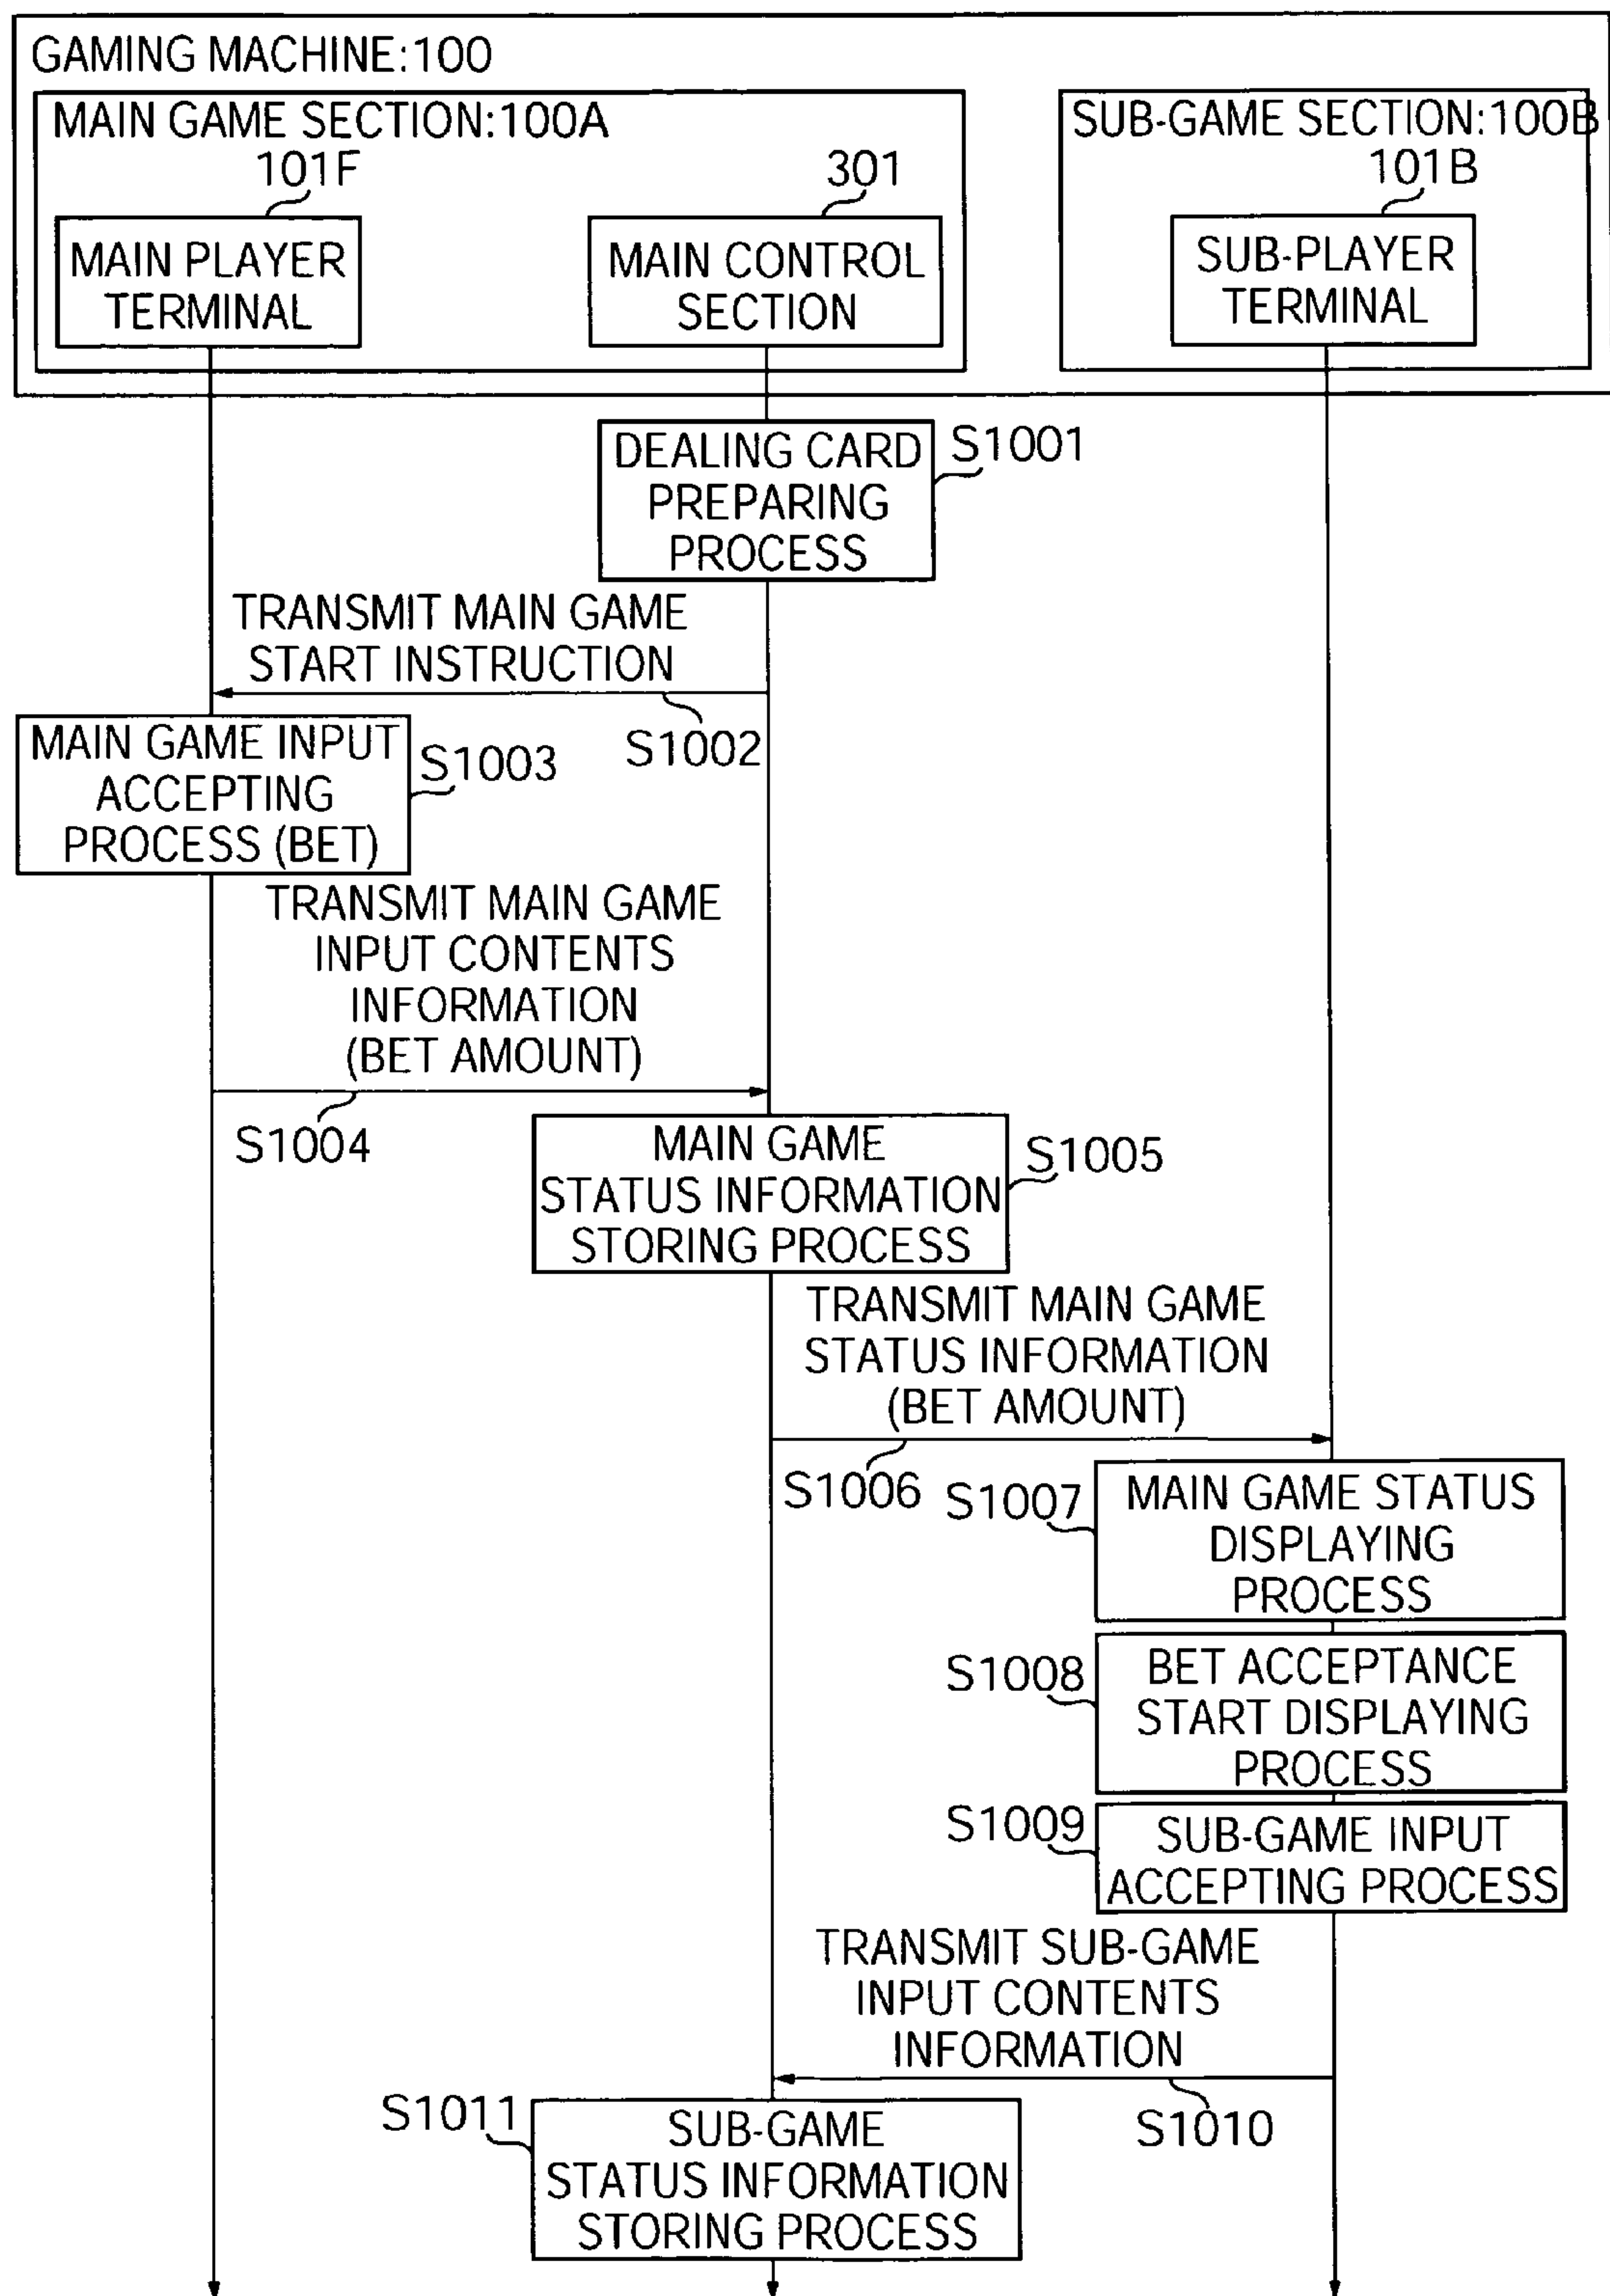 GAMING MACHINE:100
MAIN GAME SECTION:100A
SUB-GAME SECTION:100B
101F
301
101B
MAIN PLAYER
TERMINAL
MAIN CONTROL
SECTION
SUB-PLAYER
TERMINAL
DEALING CARD
PREPARING
PROCESS
S1001
TRANSMIT MAIN GAME
START INSTRUCTION
S1002
MAIN GAME INPUT
ACCEPTING
PROCESS (BET)
S1003
TRANSMIT MAIN GAME
INPUT CONTENTS
INFORMATION
(BET AMOUNT)
S1004
MAIN GAME
STATUS INFORMATION
STORING PROCESS
S1005
TRANSMIT MAIN GAME
STATUS INFORMATION
(BET AMOUNT)
S1006
S1007
MAIN GAME STATUS
DISPLAYING
PROCESS
S1008
BET ACCEPTANCE
START DISPLAYING
PROCESS
S1009
SUB-GAME INPUT
ACCEPTING PROCESS
TRANSMIT SUB-GAME
INPUT CONTENTS
INFORMATION
S1010
S1011
SUB-GAME
STATUS INFORMATION
STORING PROCESS